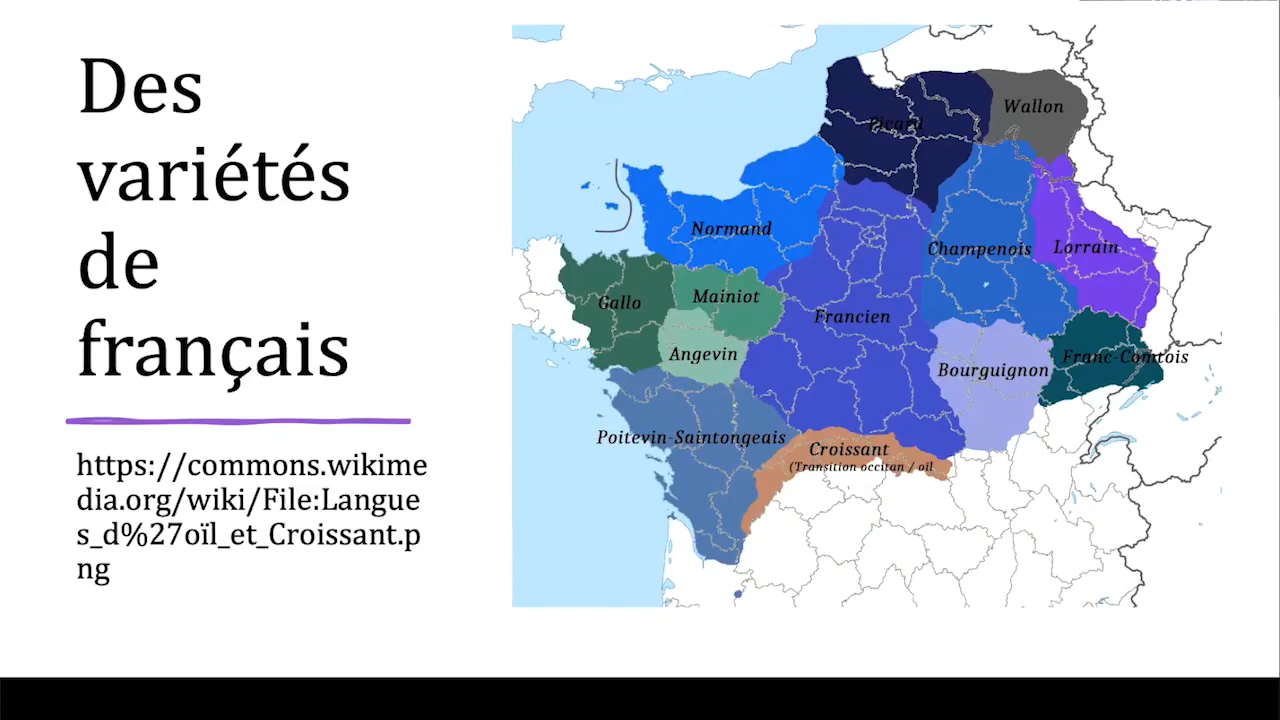 Des
variétés
de
français
https://commons.wikime
dia.org/wiki/File:Langue
s_d%27oïl_et_Croissant.p
ng
Wallon
Picard
Normand
Champenois
Lorrain
Gallo
Mainiot
Francien
Angevin
Bourguignon
Franc-Comtois
Poitevin-Saintongeais
Croissant
(Transition occitan / oïl